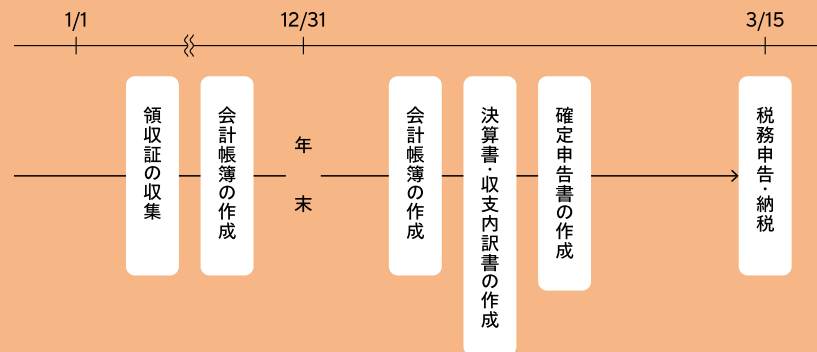 1/1
12/31
3/15
領収証の収集
会計帳簿の作成
年末
会計帳簿の作成
決算書・収支内訳書の作成
確定申告書の作成
税務申告・納税